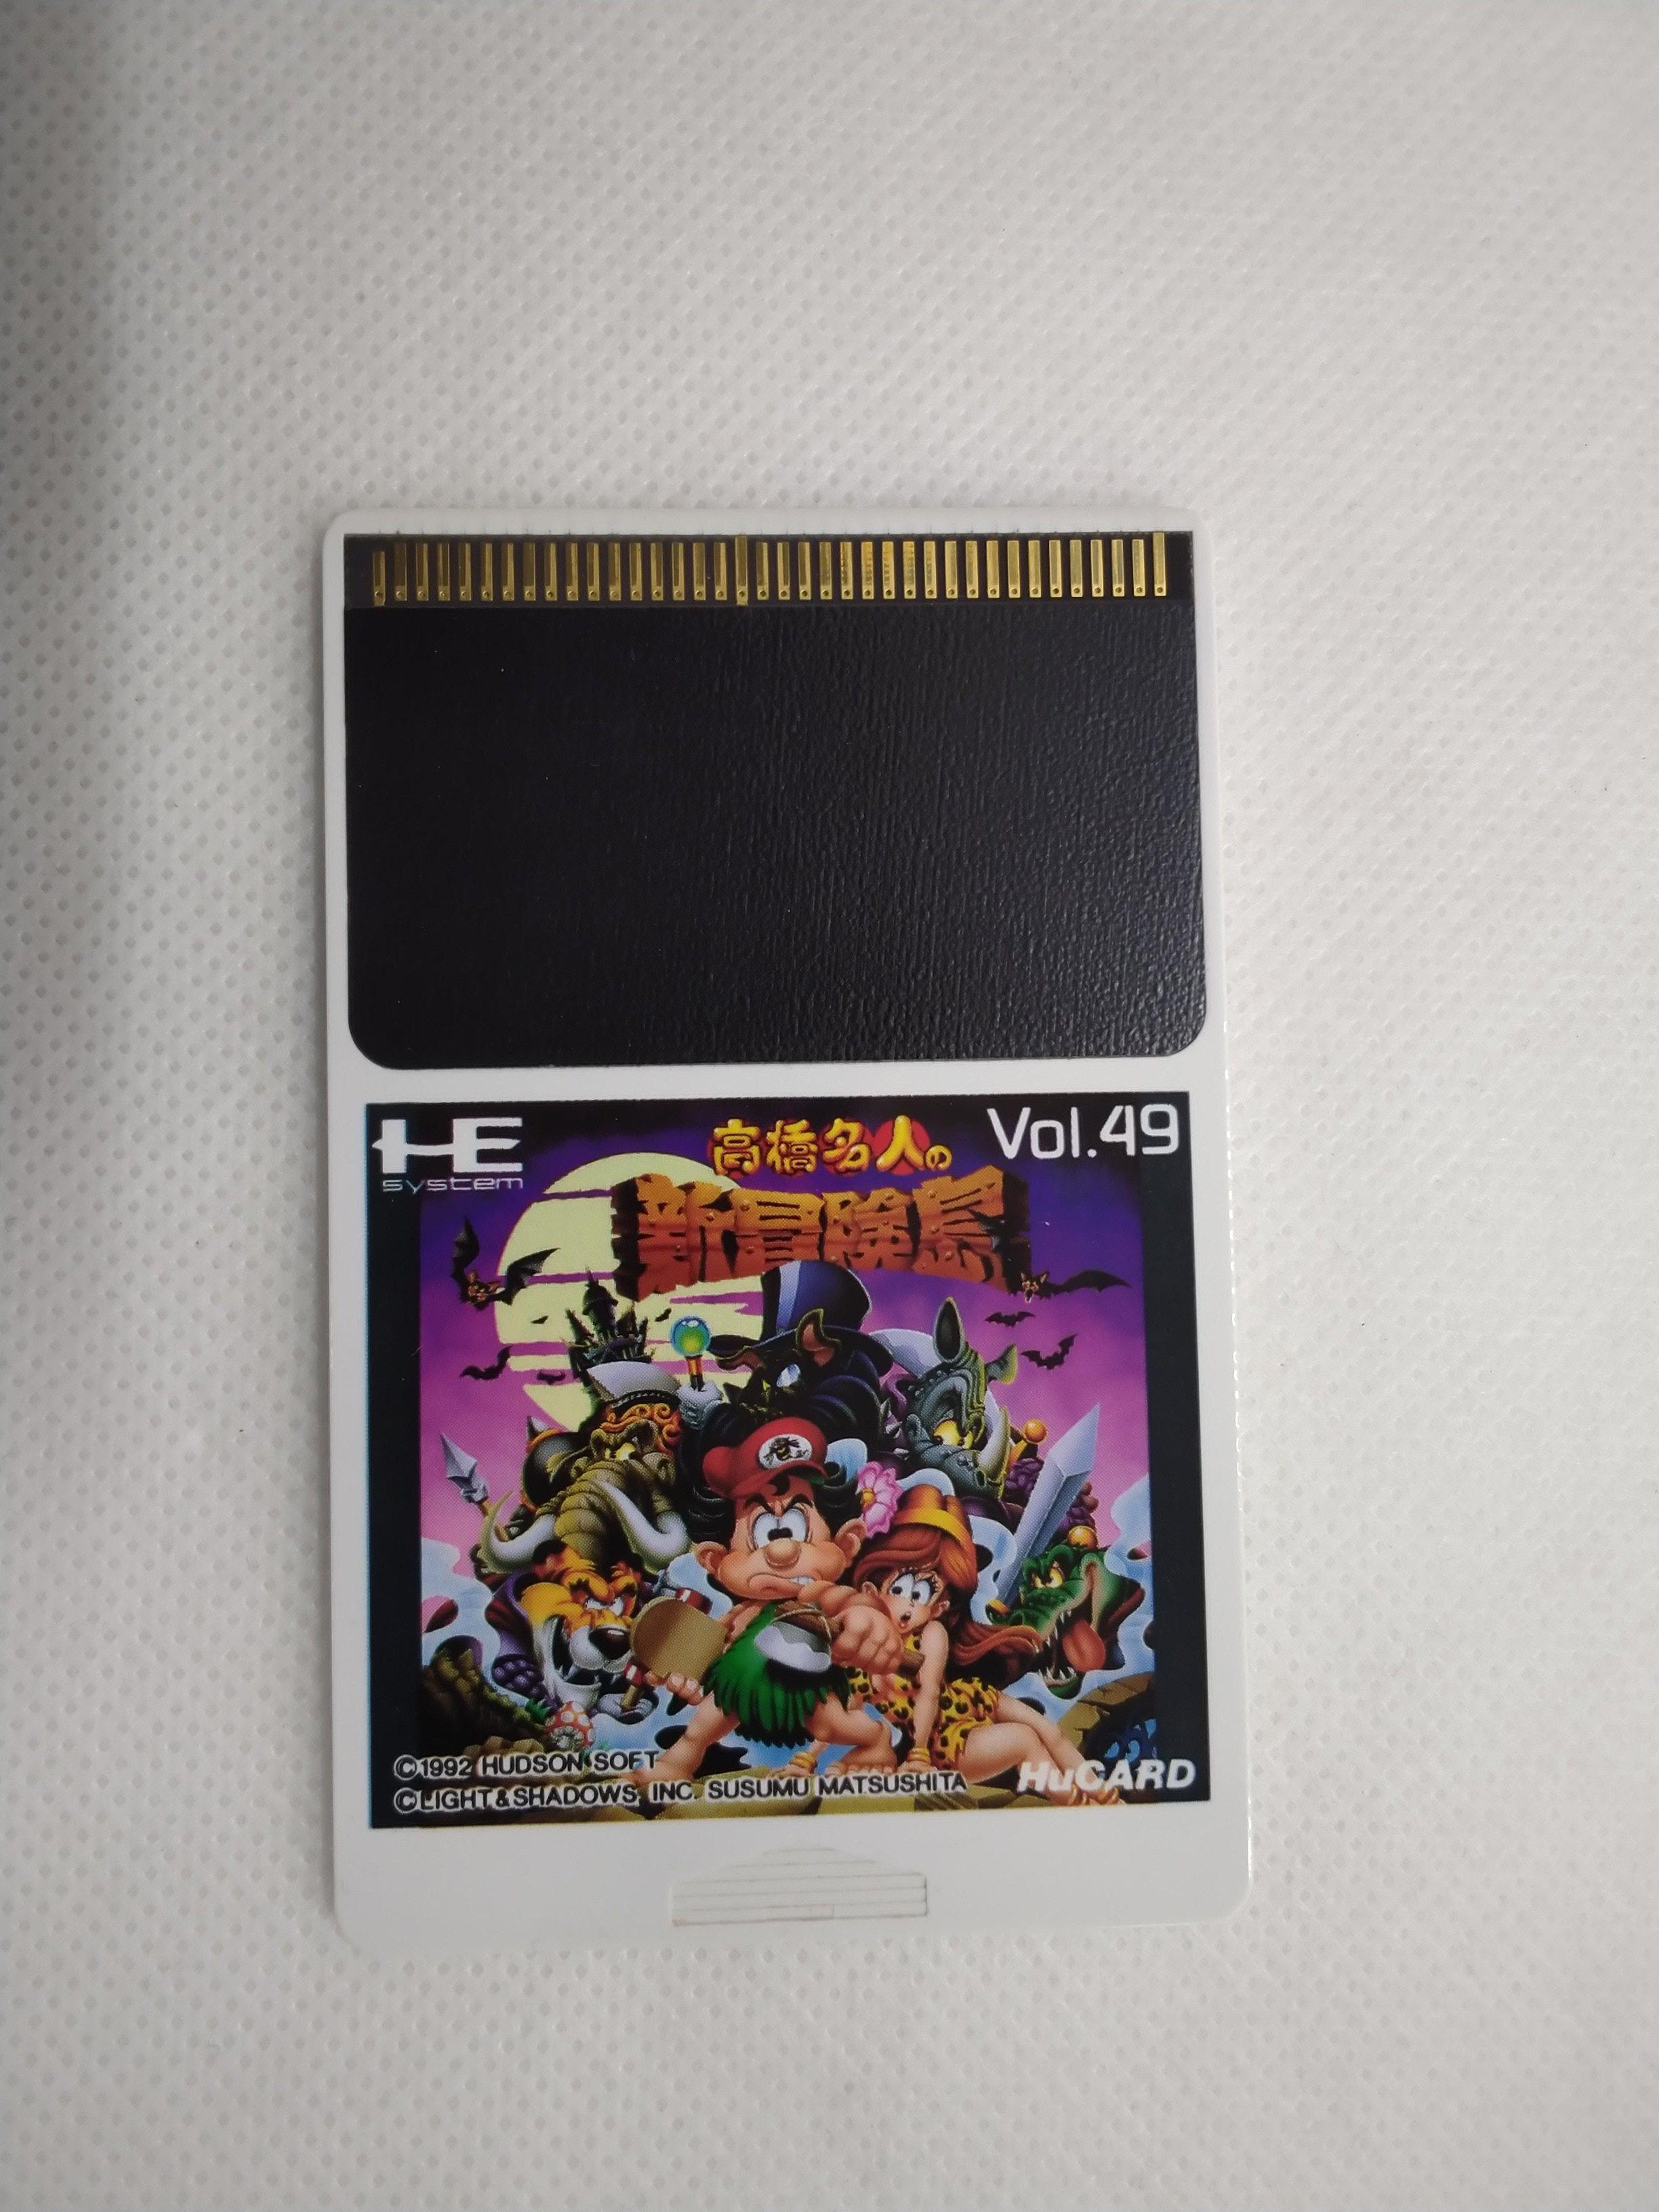 HE
system
Vol.49
高橋名人の
新冒険島
©1992 HUDSON SOFT
©LIGHT&SHADOWS, INC. SUSUMU MATSUSHITA
HuCARD